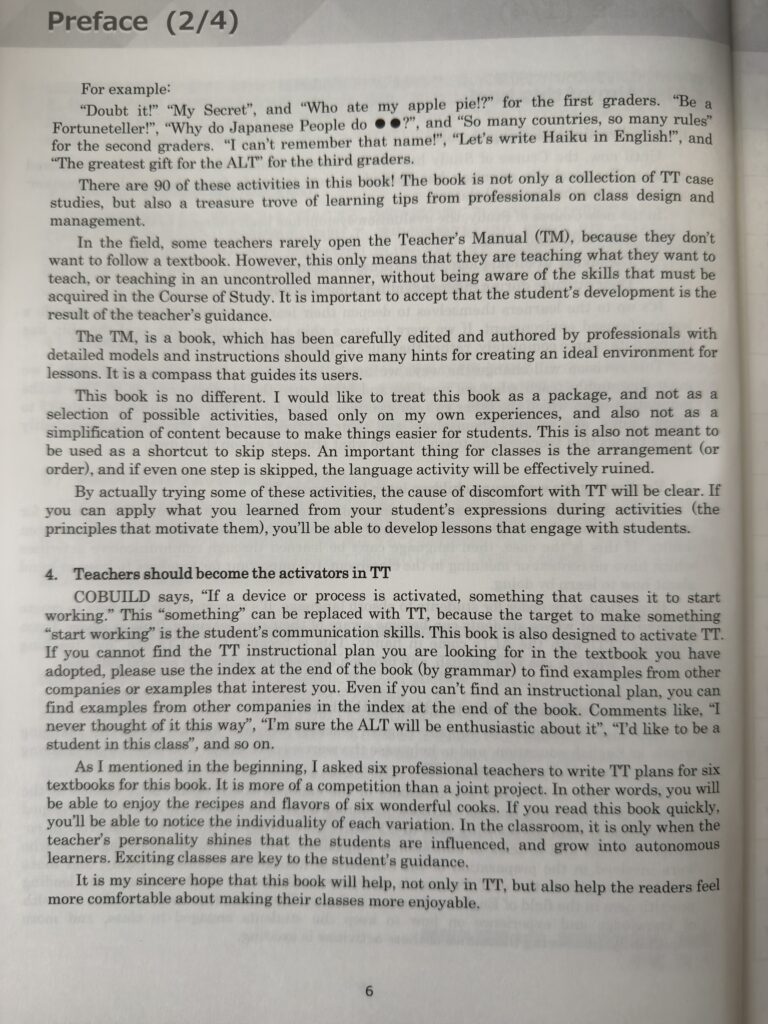 Preface (2/4)
For example:
"Doubt it!" "My Secret", and "Who ate my apple pie!?" for the first graders. "Be a
Fortuneteller!", "Why do Japanese People do ●●?", and "So many countries, so many rules"
for the second graders. "I can't remember that name!", "Let's write Haiku in English!", and
"The greatest gift for the ALT" for the third graders.
There are 90 of these activities in this book! The book is not only a collection of TT case
studies, but also a treasure trove of learning tips from professionals on class design and
management.
In the field, some teachers rarely open the Teacher's Manual (TM), because they don't
want to follow a textbook. However, this only means that they are teaching what they want to
teach, or teaching in an uncontrolled manner, without being aware of the skills that must be
acquired in the Course of Study. It is important to accept that the student's development is the
result of the teacher's guidance.
The TM, is a book, which has been carefully edited and authored by professionals with
detailed models and instructions should give many hints for creating an ideal environment for
lessons. It is a compass that guides its users.
This book is no different. I would like to treat this book as a package, and not as a
selection of possible activities, based only on my own experiences, and also not as a
simplification of content because to make things easier for students. This is also not meant to
be used as a shortcut to skip steps. An important thing for classes is the arrangement (or
order), and if even one step is skipped, the language activity will be effectively ruined.
By actually trying some of these activities, the cause of discomfort with TT will be clear. If
you can apply what you learned from your student's expressions during activities (the
principles that motivate them), you'll be able to develop lessons that engage with students.
4. Teachers should become the activators in TT
COBUILD says, "If a device or process is activated, something that causes it to start
working." This "something" can be replaced with TT, because the target to make something
"start working" is the student's communication skills. This book is also designed to activate TT.
If you cannot find the TT instructional plan you are looking for in the textbook you have
adopted, please use the index at the end of the book (by grammar) to find examples from other
companies or examples that interest you. Even if you can't find an instructional plan, you can
find examples from other companies in the index at the end of the book. Comments like, "I
never thought of it this way", "I'm sure the ALT will be enthusiastic about it", "I'd like to be a
student in this class", and so on.
As I mentioned in the beginning, I asked six professional teachers to write TT plans for six
textbooks for this book. It is more of a competition than a joint project. In other words, you will
be able to enjoy the recipes and flavors of six wonderful cooks. If you read this book quickly,
you'll be able to notice the individuality of each variation. In the classroom, it is only when the
teacher's personality shines that the students are influenced, and grow into autonomous
learners. Exciting classes are key to the student's guidance.
It is my sincere hope that this book will help, not only in TT, but also help the readers feel
more comfortable about making their classes more enjoyable.
6